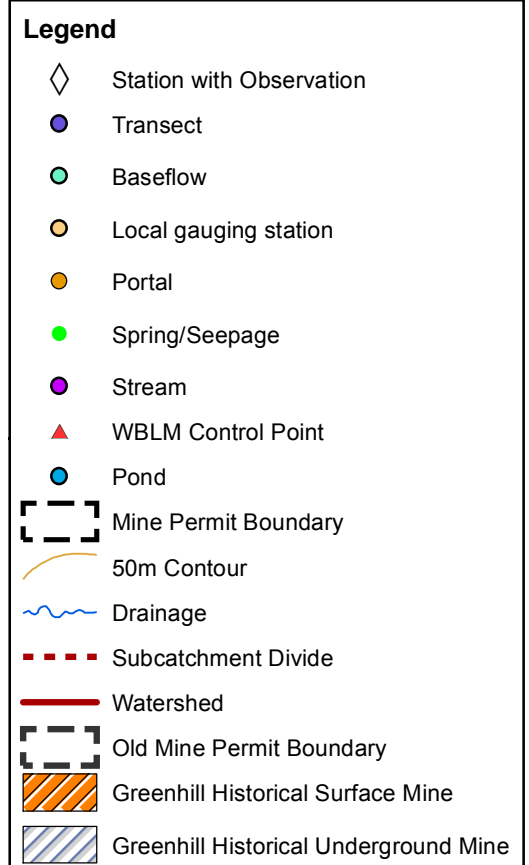 Legend
Station with Observation
Transect
Baseflow
Local gauging station
Portal
Spring/Seepage
Stream
WBLM Control Point
Pond
Mine Permit Boundary
50m Contour
Drainage
Subcatchment Divide
Watershed
Old Mine Permit Boundary
Greenhill Historical Surface Mine
Greenhill Historical Underground Mine